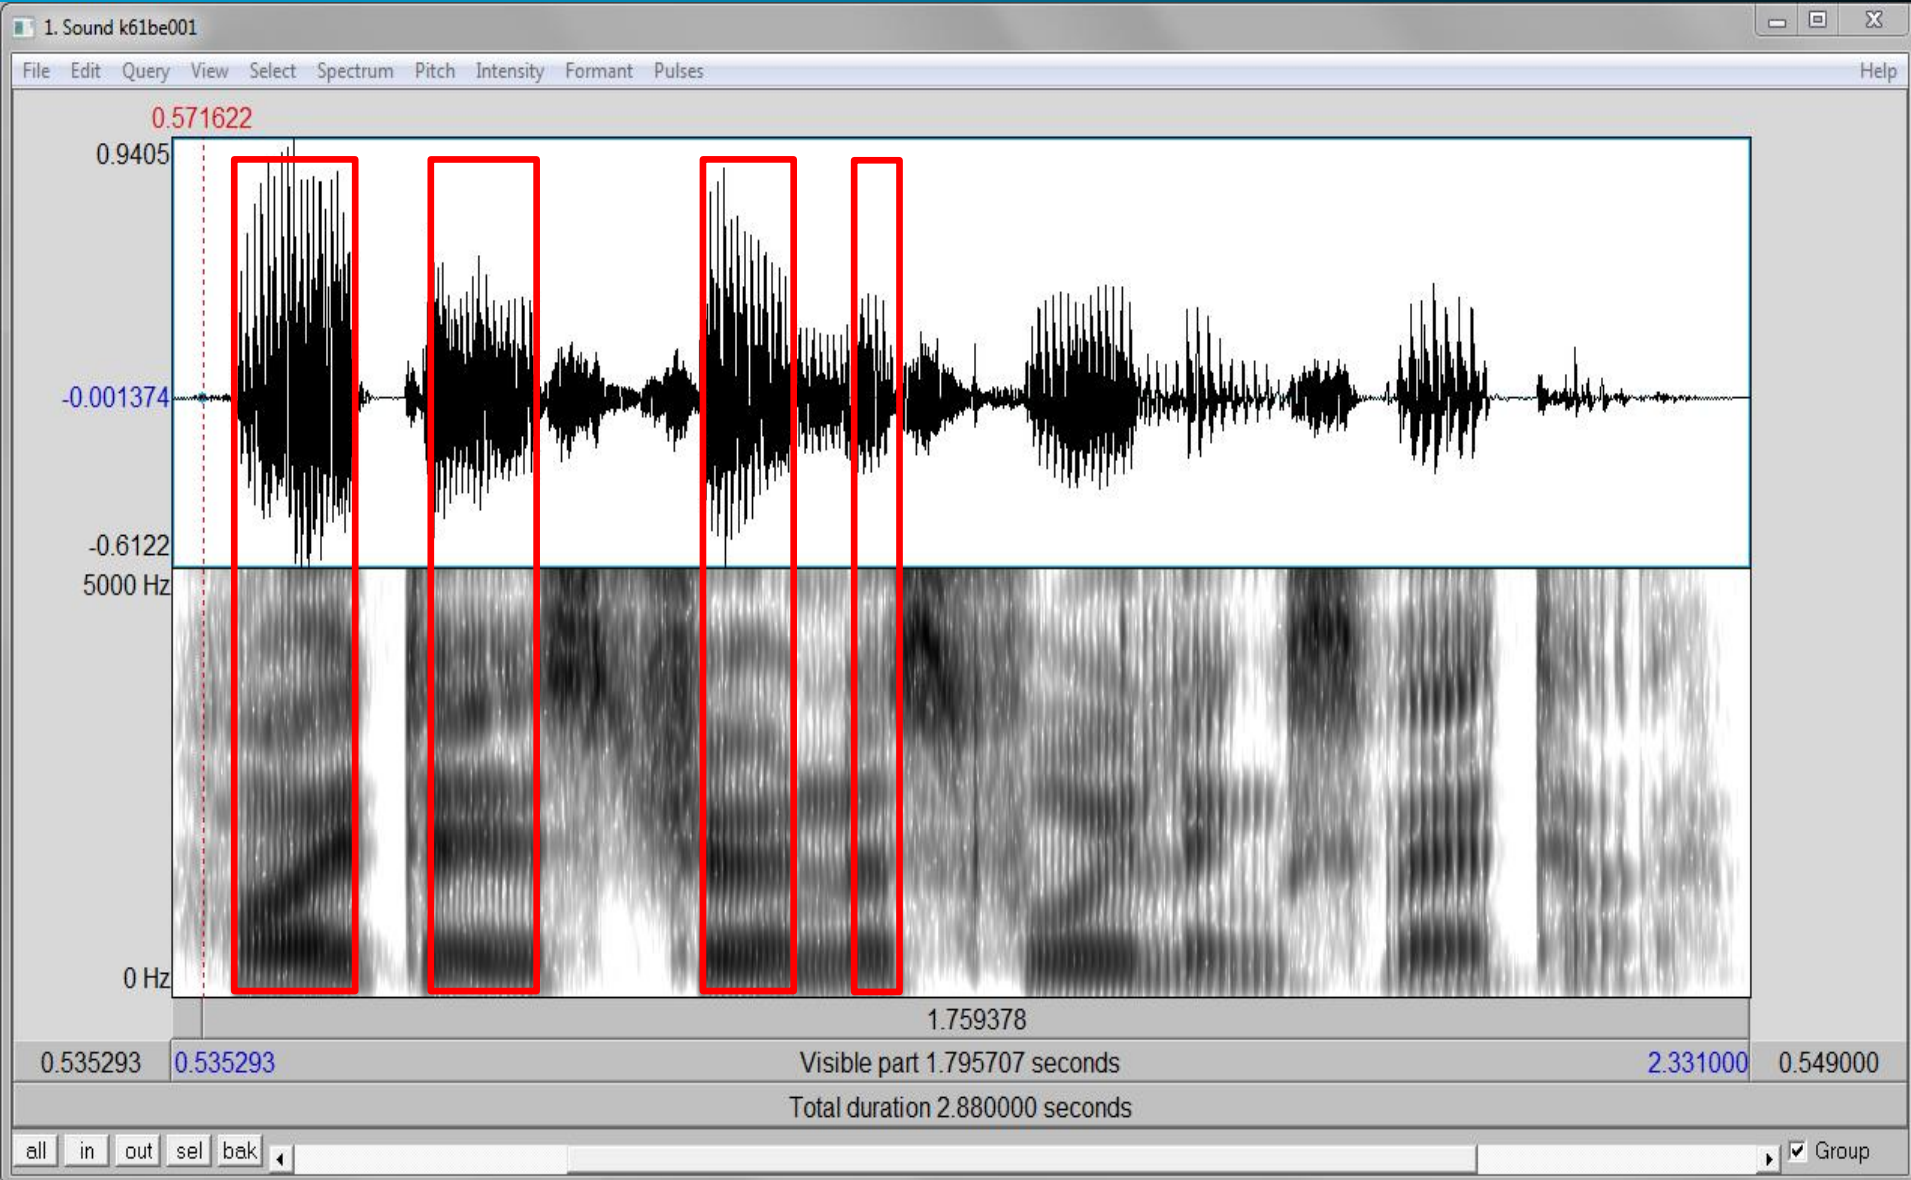 1. Sound k61be001
File Edit Query View Select Spectrum Pitch Intensity Formant Pulses Help
0.571622
0.9405
-0.001374
-0.6122
5000 Hz
0 Hz
1.759378
0.535293 0.535293 Visible part 1.795707 seconds 2.331000 0.549000
Total duration 2.880000 seconds
all in out sel bak Group